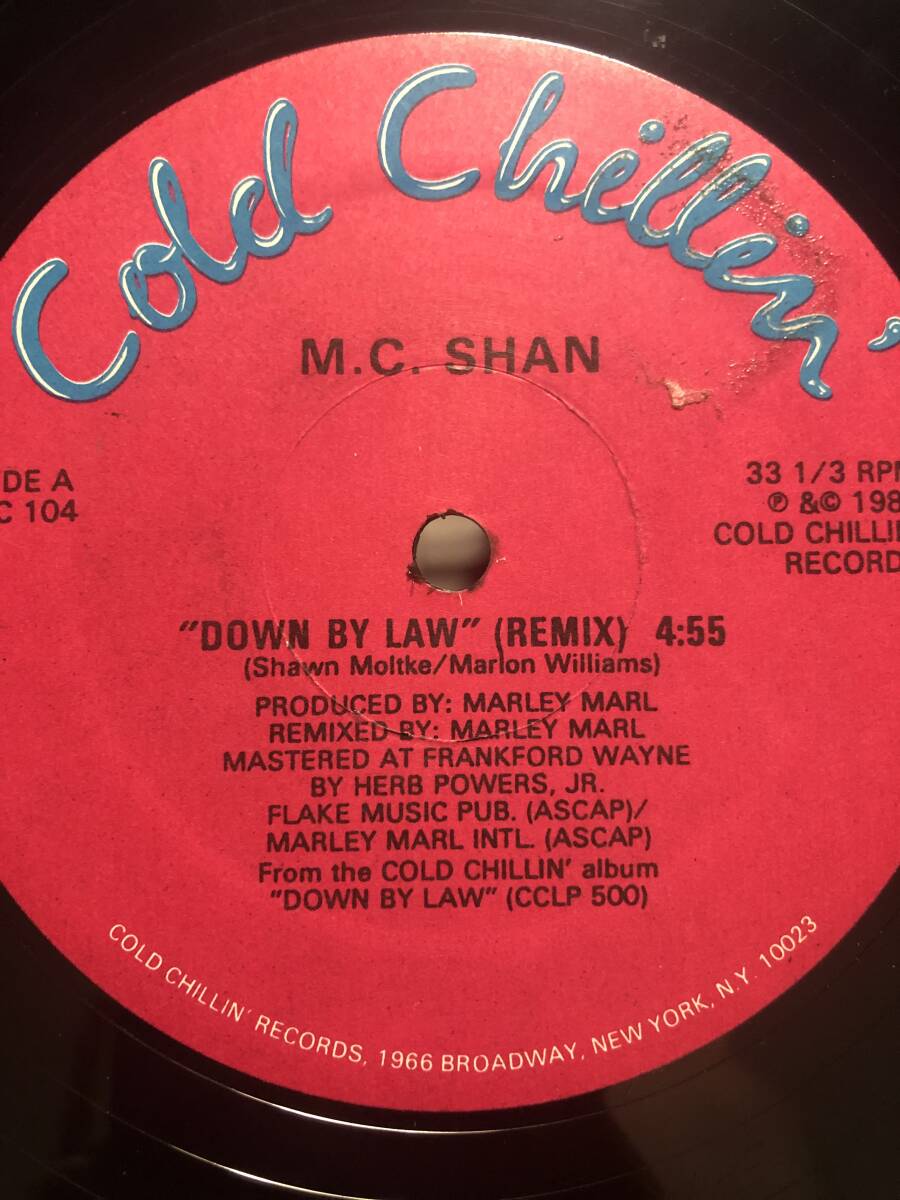 Cold Chillin'
M.C. SHAN
DE A
C 104
33 1/3 RPM
℗ &© 198
COLD CHILLI
RECORD
"DOWN BY LAW" (REMIX) 4:55
(Shawn Moltke/Marlon Williams)
PRODUCED BY: MARLEY MARL
REMIXED BY: MARLEY MARL
MASTERED AT FRANKFORD WAYNE
BY HERB POWERS, JR.
FLAKE MUSIC PUB. (ASCAP)/
MARLEY MARL INTL. (ASCAP)
From the COLD CHILLIN' album
"DOWN BY LAW" (CCLP 500)
COLD CHILLIN' RECORDS, 1966 BROADWAY, NEW YORK, N.Y. 10023